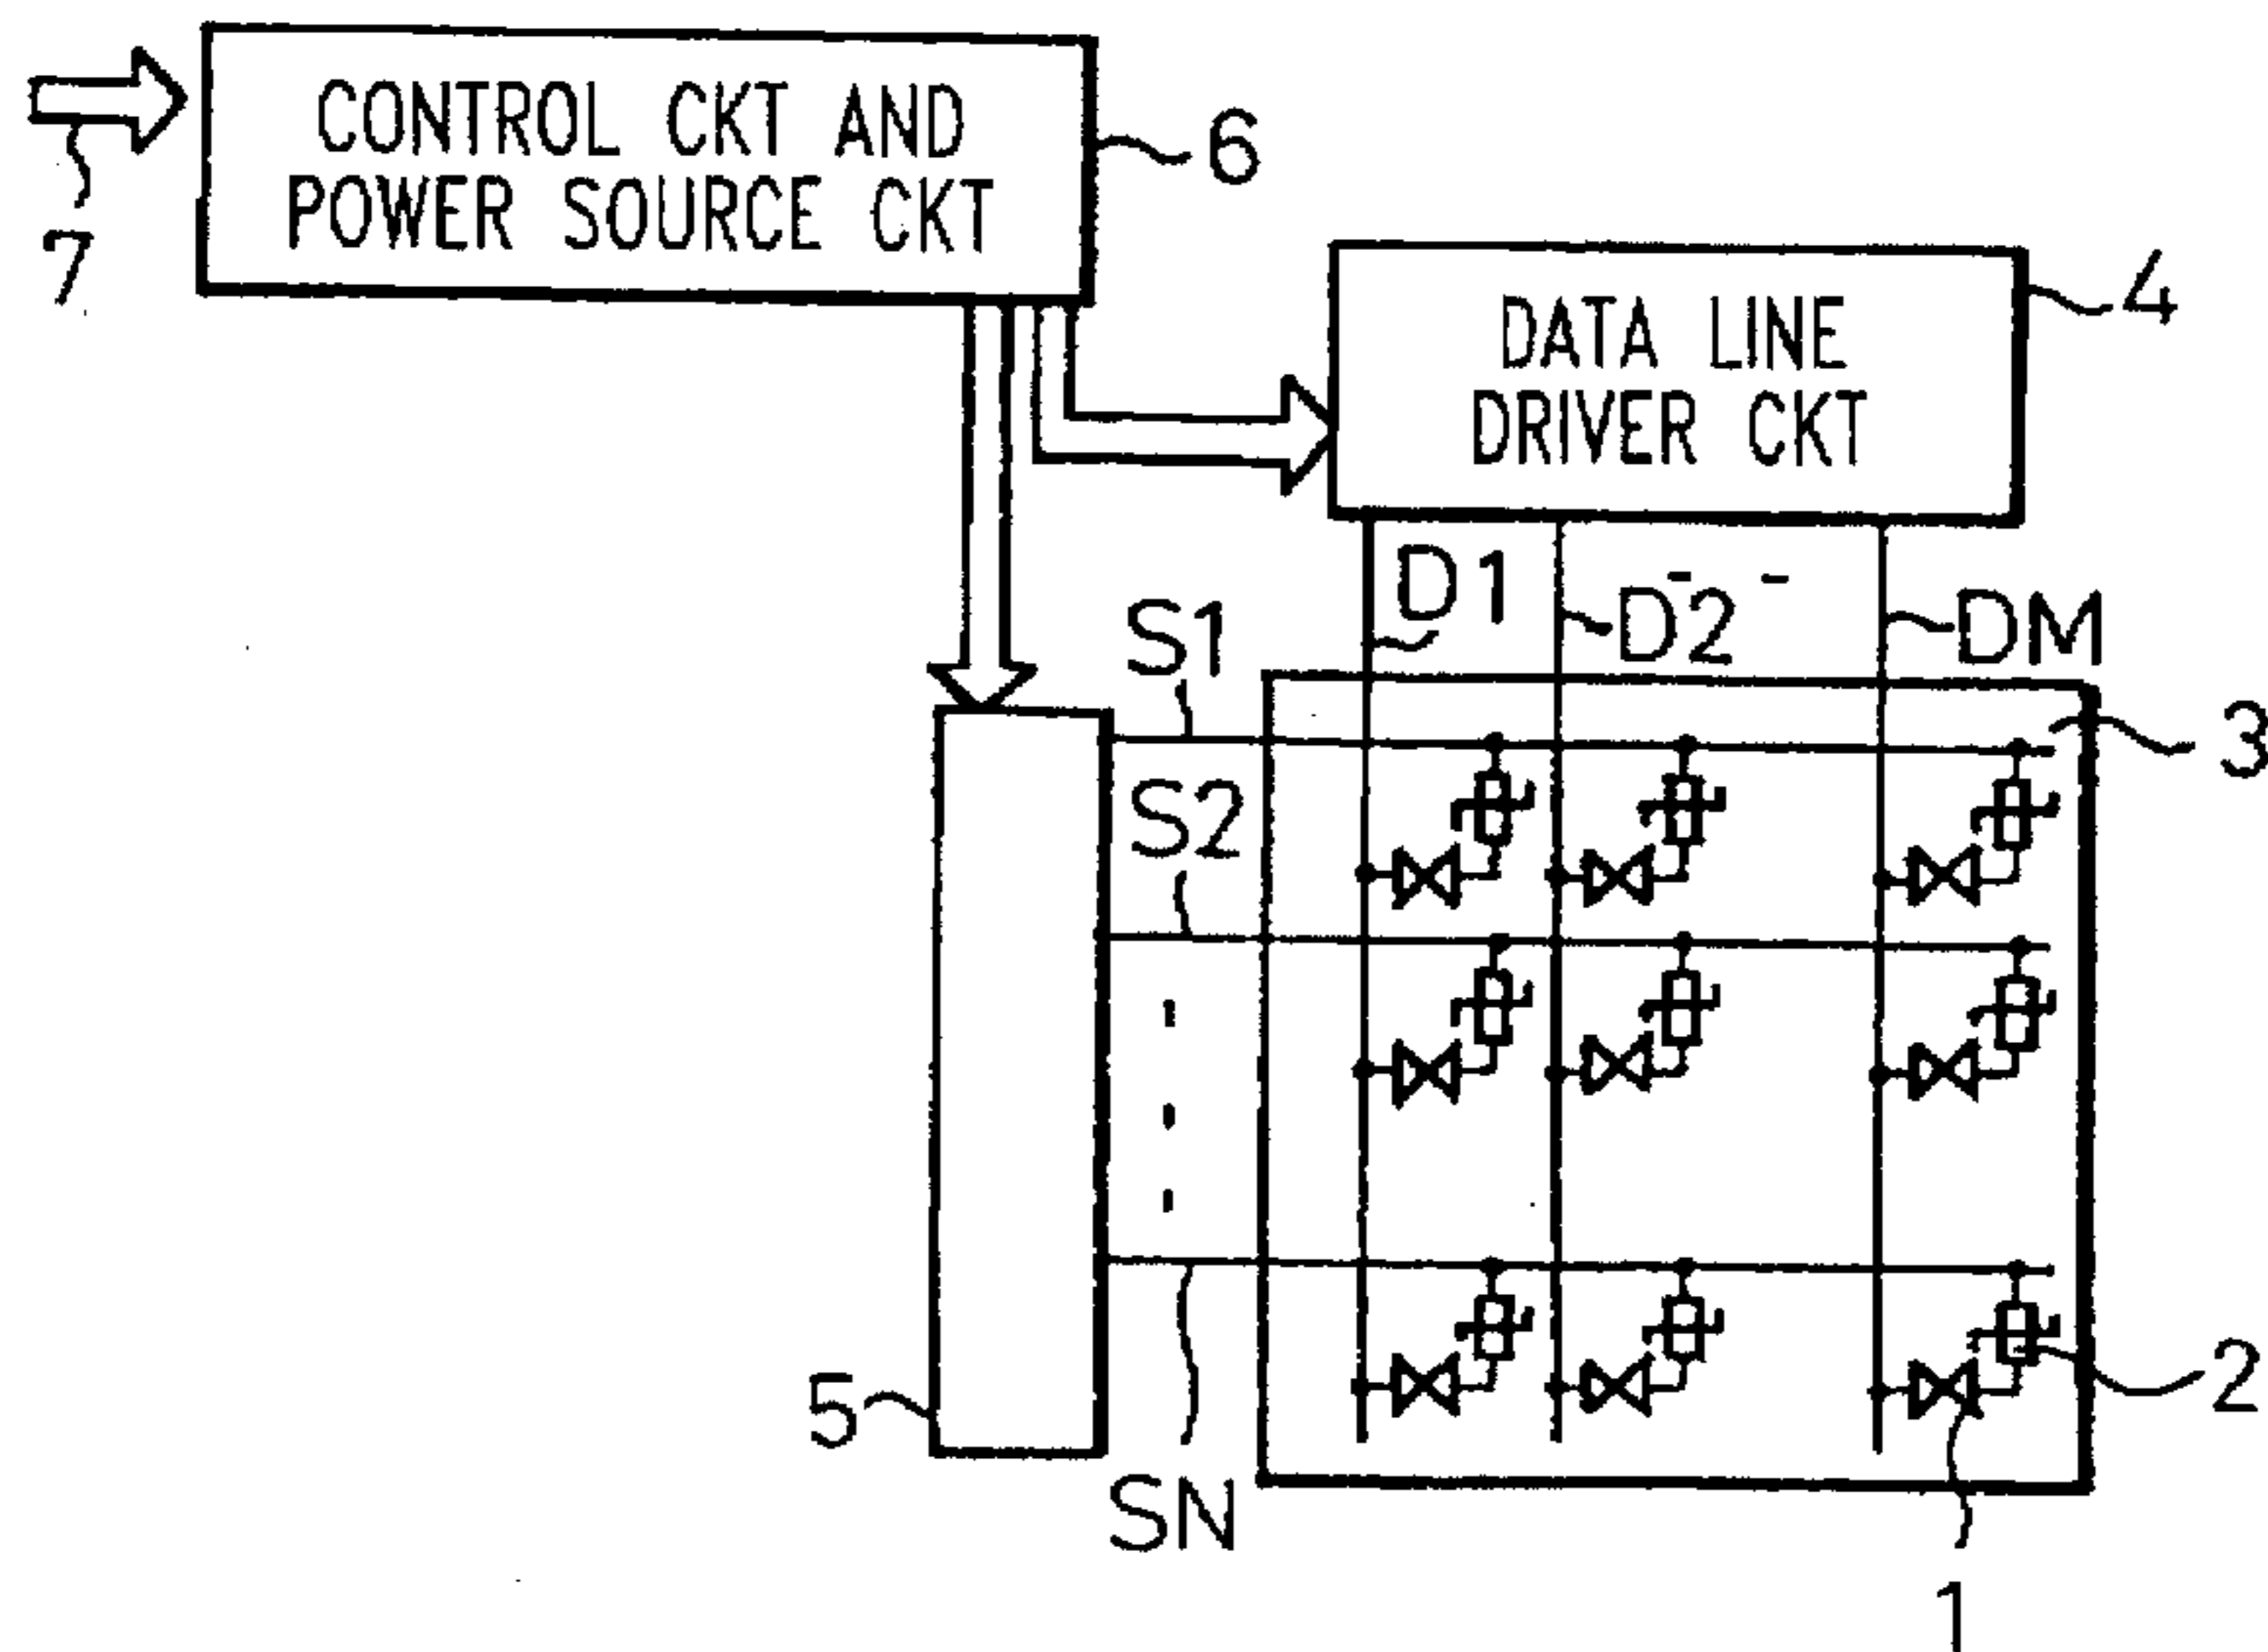 CONTROL CKT AND
POWER SOURCE CKT
6
7
DATA LINE
DRIVER CKT
4
D1
D2
DM
S1
S2
3
5
SN
2
1